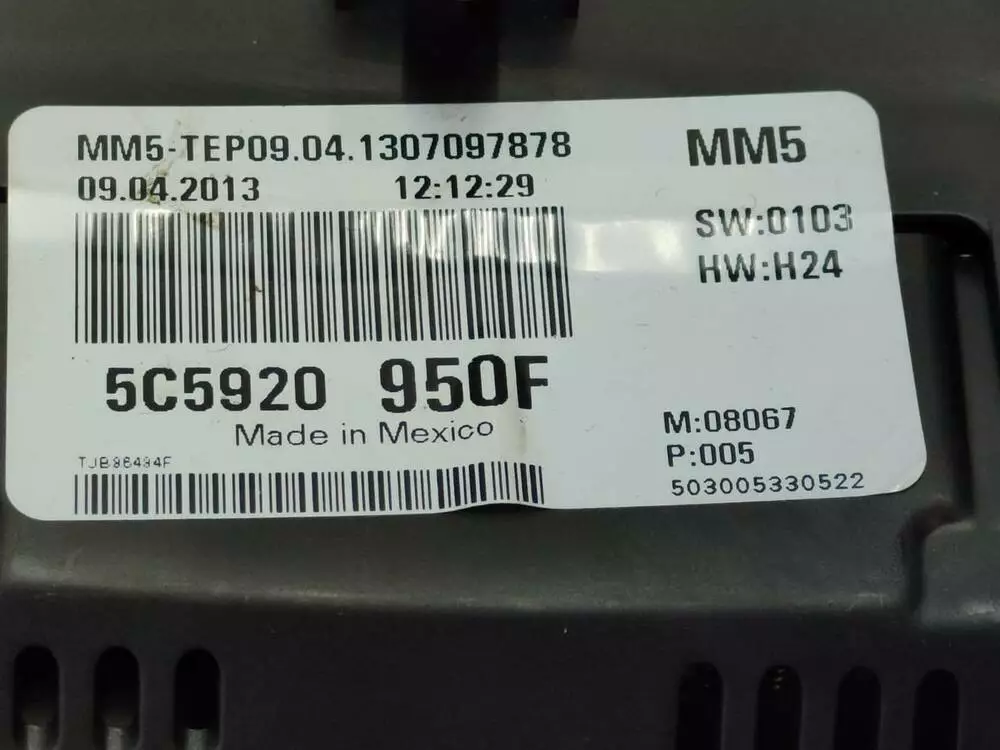 MM5-TEP09.04.1307097878
09.04.2013 12:12:29
MM5
SW:0103
HW:H24
5C5920 950F
Made in Mexico
TJB96494F
M:08067
P:005
503005330522